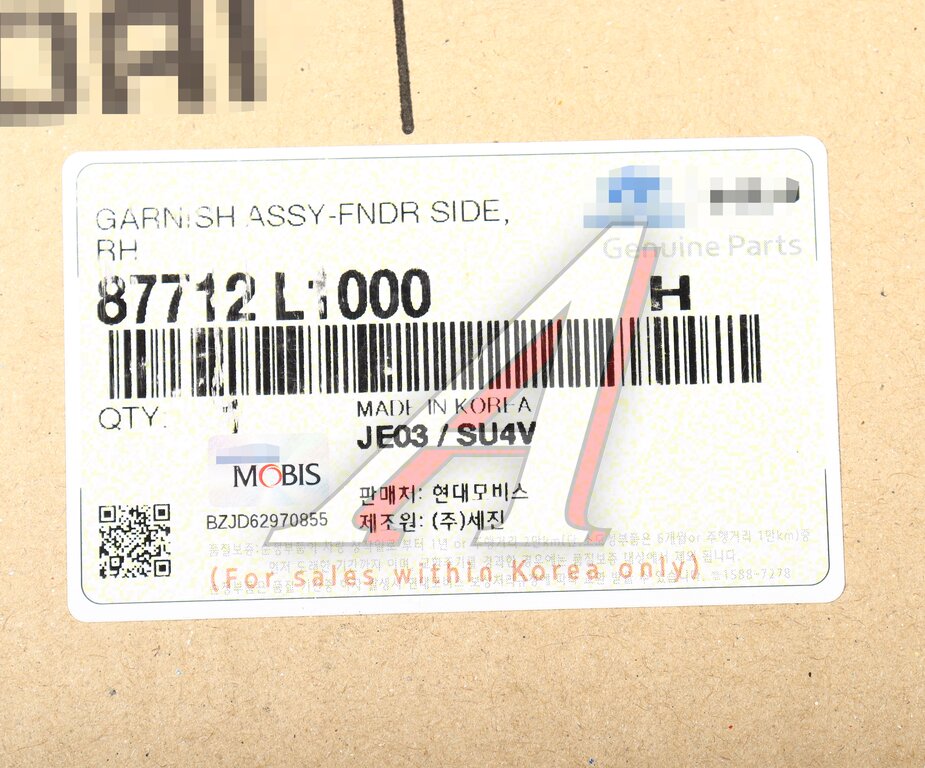 DAI
GARNISH ASSY-FNDR SIDE,
RH
Genuine Parts
87712 L1000
H
QTY. 1
MADE IN KOREA
JE03 / SU4V
MOBIS
판매처: 현대모비스
BZJD62970855
제조원: (주)세진
(For sales within Korea only)